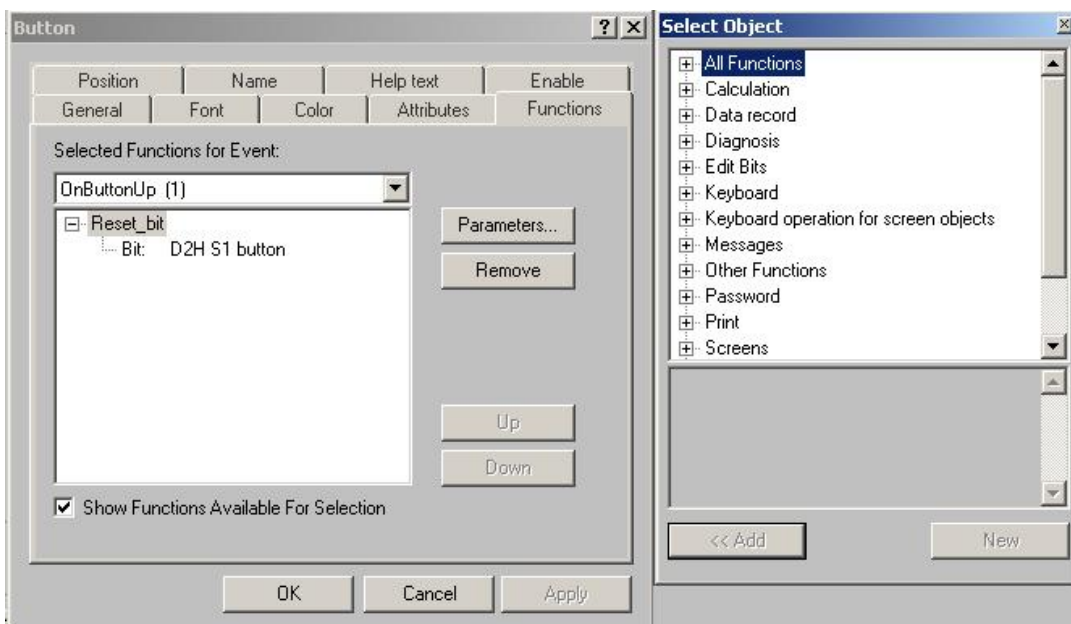 Button
Position Name Help text Enable
General Font Color Attributes Functions
Selected Functions for Event:
OnButtonUp (1)
Reset_bit
Bit: D2H S1 button
Parameters...
Remove
Up
Down
Show Functions Available For Selection
OK Cancel Apply
Select Object
All Functions
Calculation
Data record
Diagnosis
Edit Bits
Keyboard
Keyboard operation for screen objects
Messages
Other Functions
Password
Print
Screens
<< Add New